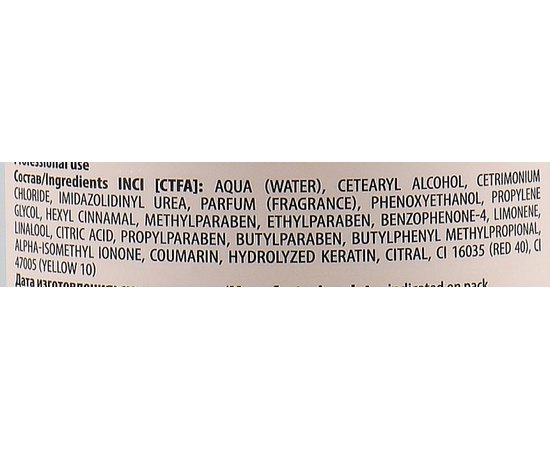 Professional use
Состав/Ingredients INCI [CTFA]: AQUA (WATER), CETEARYL ALCOHOL, CETRIMONIUM
CHLORIDE, IMIDAZOLIDINYL UREA, PARFUM (FRAGRANCE), PHENOXYETHANOL, PROPYLENE
GLYCOL, HEXYL CINNAMAL, METHYLPARABEN, ETHYLPARABEN, BENZOPHENONE-4, LIMONENE,
LINALOOL, CITRIC ACID, PROPYLPARABEN, BUTYLPARABEN, BUTYLPHENYL METHYLPROPIONAL,
ALPHA-ISOMETHYL IONONE, COUMARIN, HYDROLYZED KERATIN, CITRAL, CI 16035 (RED 40), CI
47005 (YELLOW 10)
Дата indicated on pack